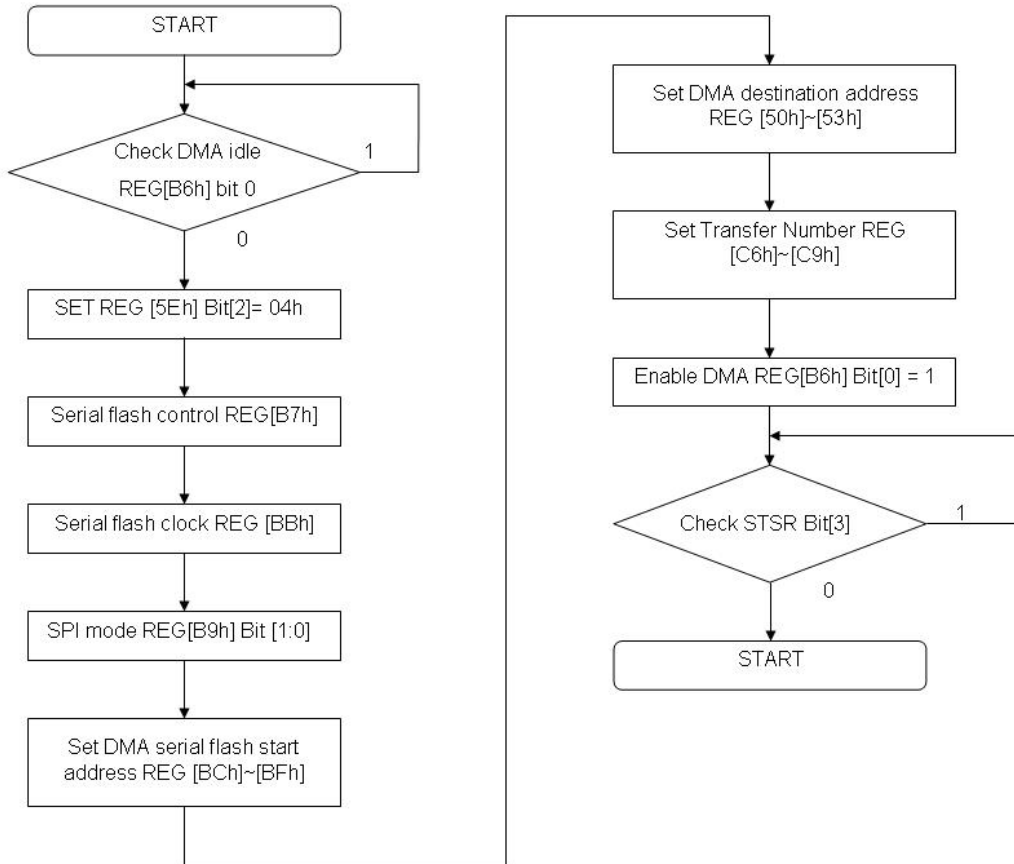 START
Check DMA idle
1
REG[B6h] bit 0
0
SET REG [5Eh] Bit[2]= 04h
Serial flash control REG[B7h]
Serial flash clock REG [BBh]
SPI mode REG[B9h] Bit [1:0]
Set DMA serial flash start
address REG [BCh]~[BFh]
Set DMA destination address
REG [50h]~[53h]
Set Transfer Number REG
[C6h]~[C9h]
Enable DMA REG[B6h] Bit[0] = 1
Check STSR Bit[3]
1
0
START